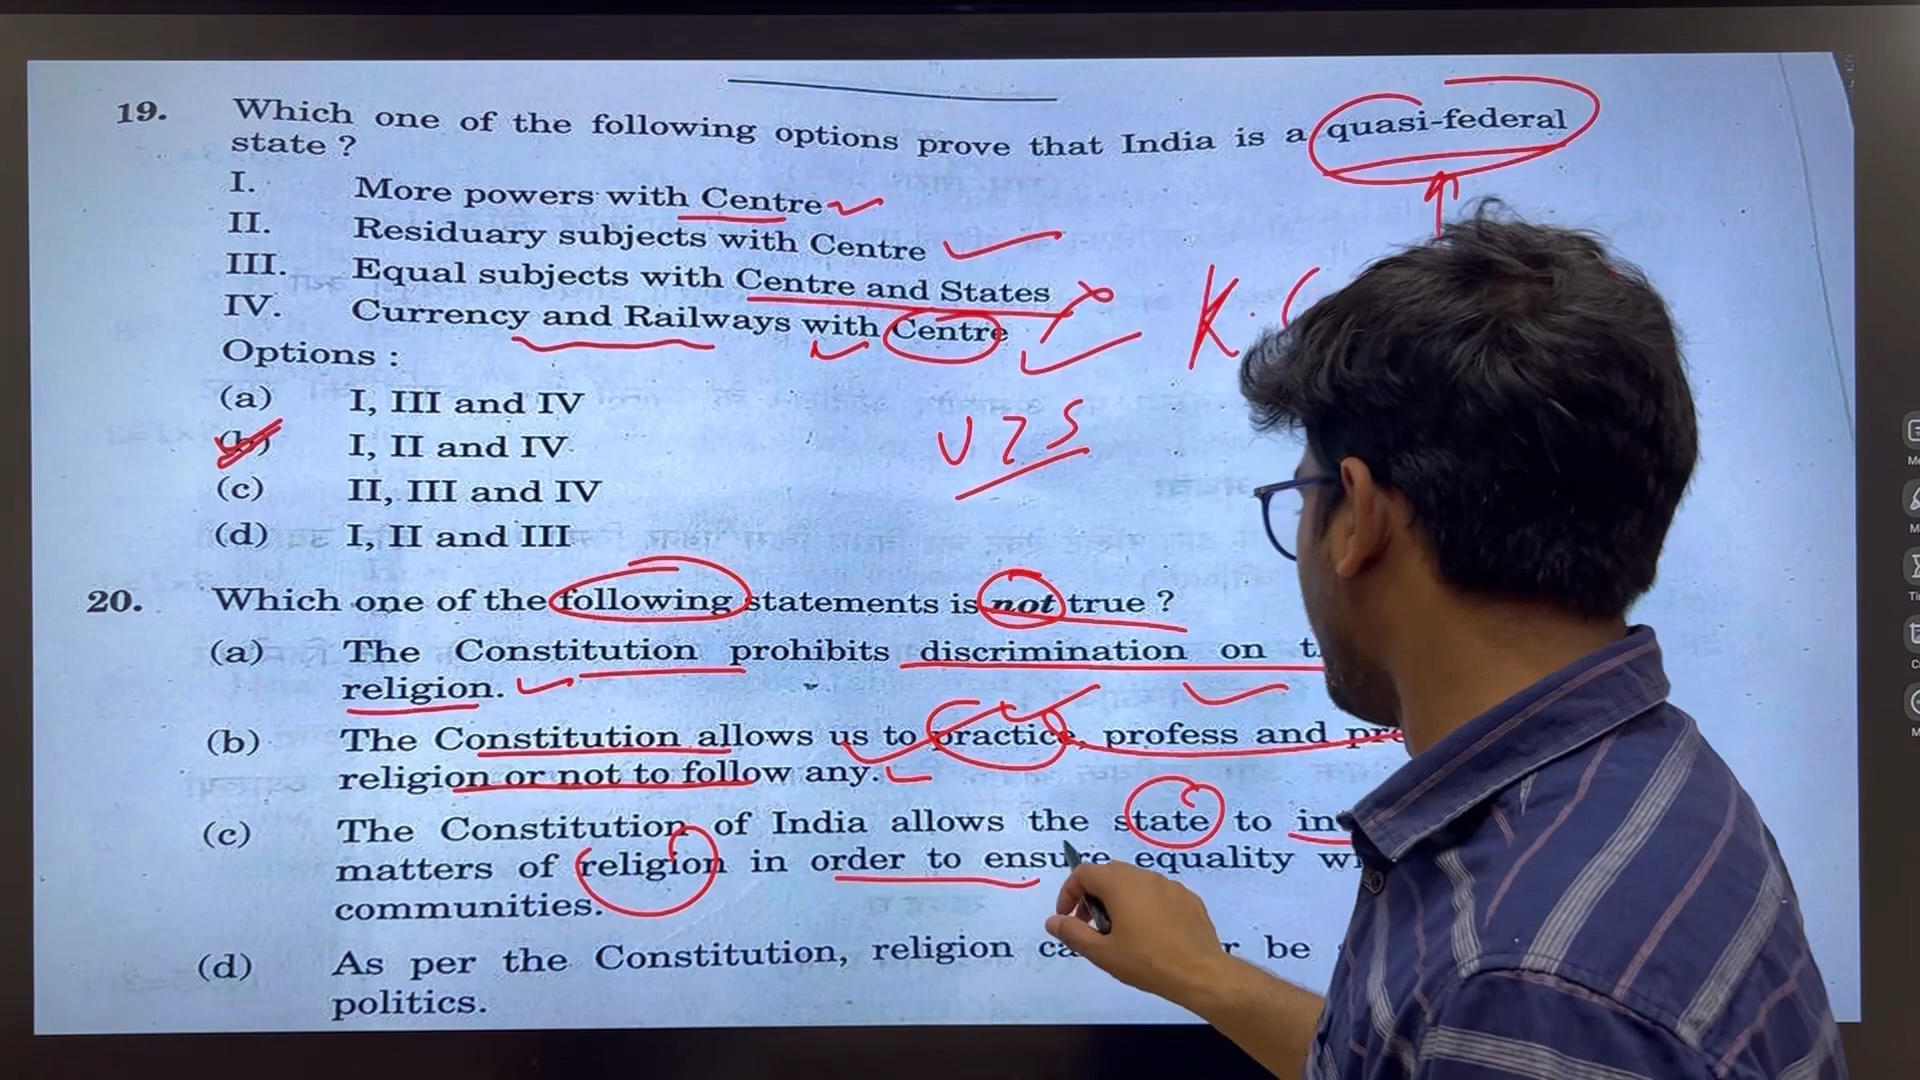 19. Which one of the following options prove that India is a quasi-federal
state ?
I. More powers with Centre
II. Residuary subjects with Centre
III. Equal subjects with Centre and States
IV. Currency and Railways with Centre
K.
Options :
(a) I, III and IV
(b) I, II and IV
(c) II, III and IV
(d) I, II and III
20. Which one of the following statements is not true ?
(a) The Constitution prohibits discrimination on
religion.
(b) The Constitution allows us to practice, profess and
religion or not to follow any.
(c) The Constitution of India allows the state to
matters of religion in order to ensure equality
communities.
(d) As per the Constitution, religion be
politics.